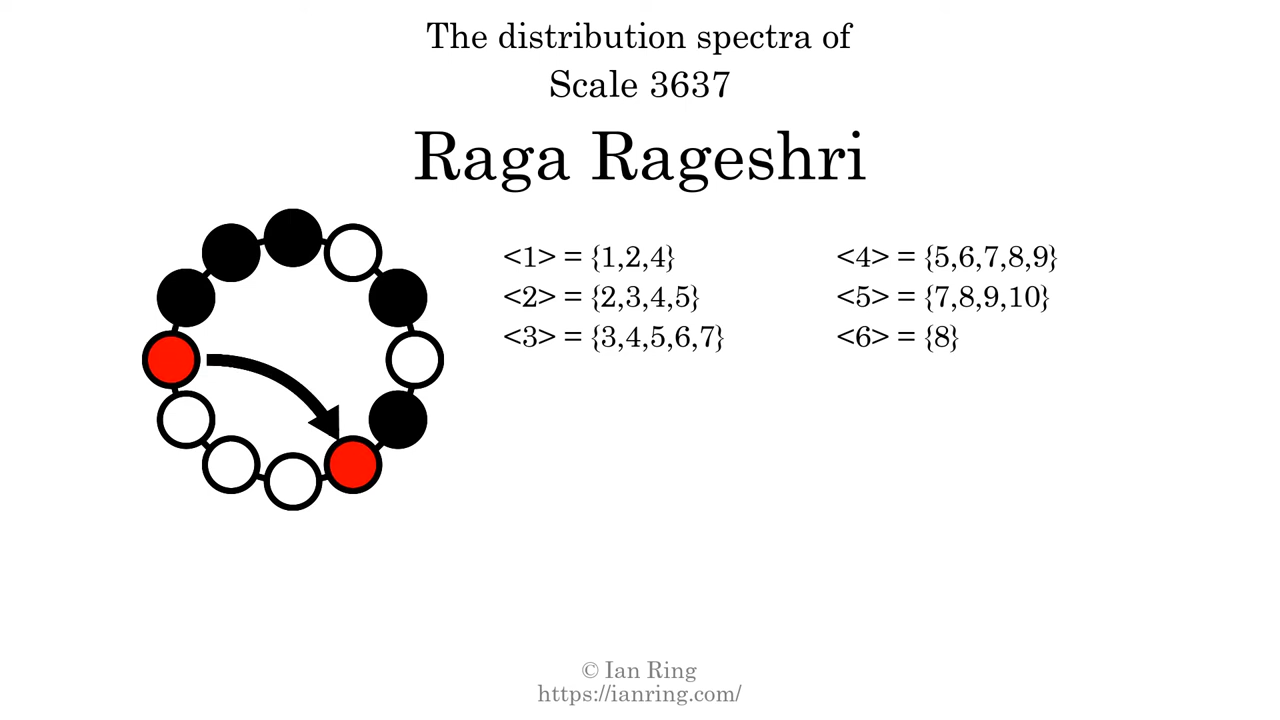 The distribution spectra of
Scale 3637
Raga Rageshri
<1> = {1,2,4}
<2> = {2,3,4,5}
<3> = {3,4,5,6,7}
<4> = {5,6,7,8,9}
<5> = {7,8,9,10}
<6> = {8}
© Ian Ring
https://ianring.com/